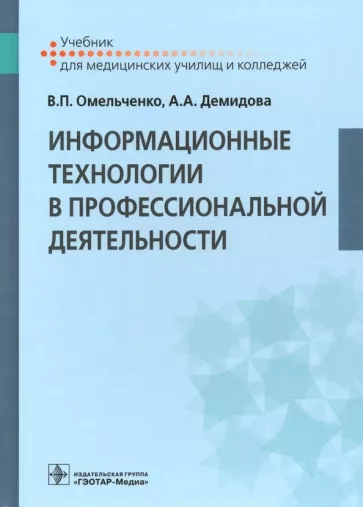 Учебник
для медицинских училищ и колледжей
В.П. Омельченко, А.А. Демидова
ИНФОРМАЦИОННЫЕ
ТЕХНОЛОГИИ
В ПРОФЕССИОНАЛЬНОЙ
ДЕЯТЕЛЬНОСТИ
ИЗДАТЕЛЬСКАЯ ГРУППА
«ГЭОТАР-Медиа»